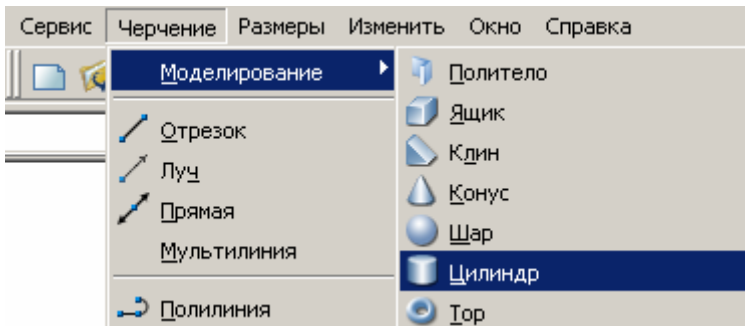 Сервис Черчение Размеры Изменить Окно Справка
Моделирование
Отрезок
Луч
Прямая
Мультилиния
Полилиния
Политело
Ящик
Клин
Конус
Шар
Цилиндр
Тор